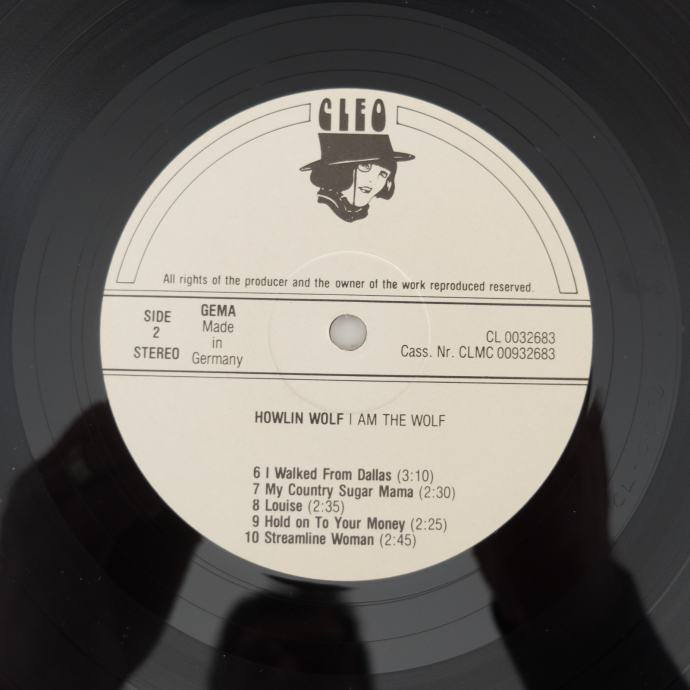 CLEO
All rights of the producer and the owner of the work reproduced reserved.
SIDE
2
STEREO
GEMA
Made
in
Germany
CL 0032683
Cass. Nr. CLMC 00932683
HOWLIN WOLF I AM THE WOLF
6 I Walked From Dallas (3:10)
7 My Country Sugar Mama (2:30)
8 Louise (2:35)
9 Hold on To Your Money (2:25)
10 Streamline Woman (2:45)